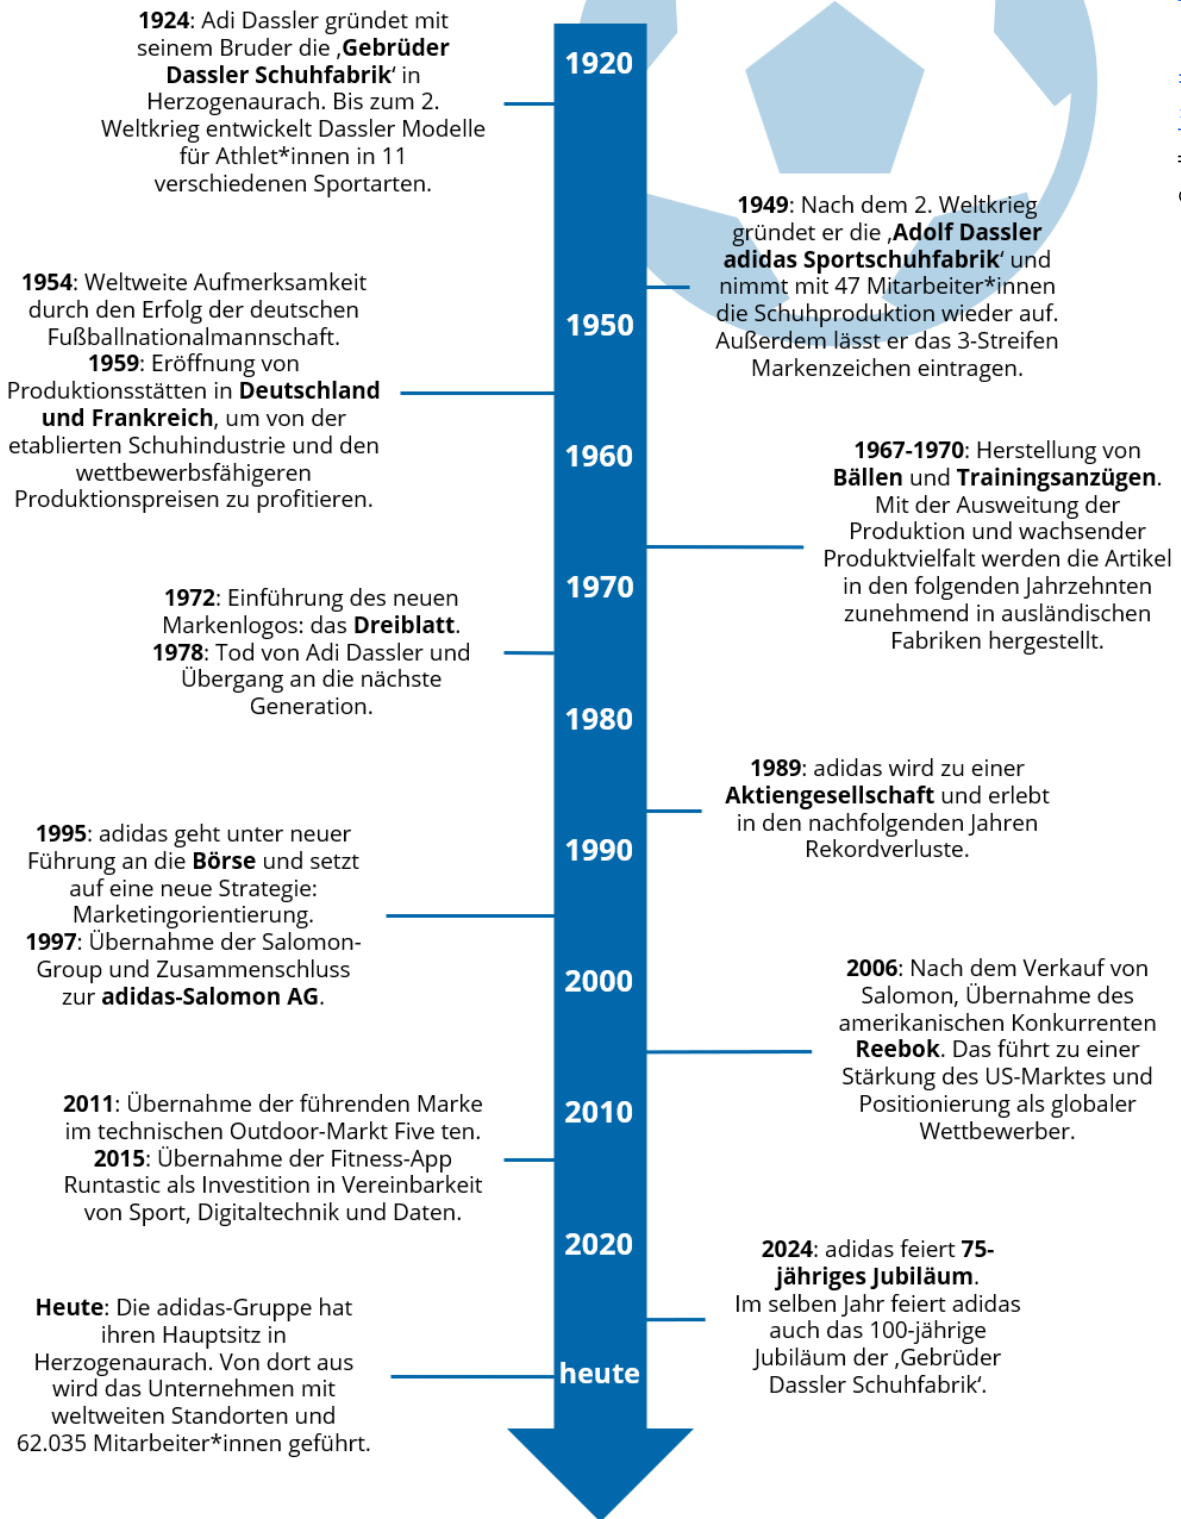 1924: Adi Dassler gründet mit
seinem Bruder die ‚Gebrüder
Dassler Schuhfabrik‘ in
Herzogenaurach. Bis zum 2.
Weltkrieg entwickelt Dassler Modelle
für Athlet*innen in 11
verschiedenen Sportarten.
1920
1949: Nach dem 2. Weltkrieg
gründet er die ‚Adolf Dassler
adidas Sportschuhfabrik‘ und
nimmt mit 47 Mitarbeiter*innen
die Schuhproduktion wieder auf.
Außerdem lässt er das 3-Streifen
Markenzeichen eintragen.
1950
1954: Weltweite Aufmerksamkeit
durch den Erfolg der deutschen
Fußballnationalmannschaft.
1959: Eröffnung von
Produktionsstätten in Deutschland
und Frankreich, um von der
etablierten Schuhindustrie und den
wettbewerbsfähigeren
Produktionspreisen zu profitieren.
1960
1967-1970: Herstellung von
Bällen und Trainingsanzügen.
Mit der Ausweitung der
Produktion und wachsender
Produktvielfalt werden die Artikel
in den folgenden Jahrzehnten
zunehmend in ausländischen
Fabriken hergestellt.
1970
1972: Einführung des neuen
Markenlogos: das Dreiblatt.
1978: Tod von Adi Dassler und
Übergang an die nächste
Generation.
1980
1989: adidas wird zu einer
Aktiengesellschaft und erlebt
in den nachfolgenden Jahren
Rekordverluste.
1990
1995: adidas geht unter neuer
Führung an die Börse und setzt
auf eine neue Strategie:
Marketingorientierung.
1997: Übernahme der Salomon-
Group und Zusammenschluss
zur adidas-Salomon AG.
2000
2006: Nach dem Verkauf von
Salomon, Übernahme des
amerikanischen Konkurrenten
Reebok. Das führt zu einer
Stärkung des US-Marktes und
Positionierung als globaler
Wettbewerber.
2010
2011: Übernahme der führenden Marke
im technischen Outdoor-Markt Five ten.
2015: Übernahme der Fitness-App
Runtastic als Investition in Vereinbarkeit
von Sport, Digitaltechnik und Daten.
2020
2024: adidas feiert 75-
jähriges Jubiläum.
Im selben Jahr feiert adidas
auch das 100-jährige
Jubiläum der ‚Gebrüder
Dassler Schuhfabrik‘.
Heute: Die adidas-Gruppe hat
ihren Hauptsitz in
Herzogenaurach. Von dort aus
wird das Unternehmen mit
weltweiten Standorten und
62.035 Mitarbeiter*innen geführt.
heute